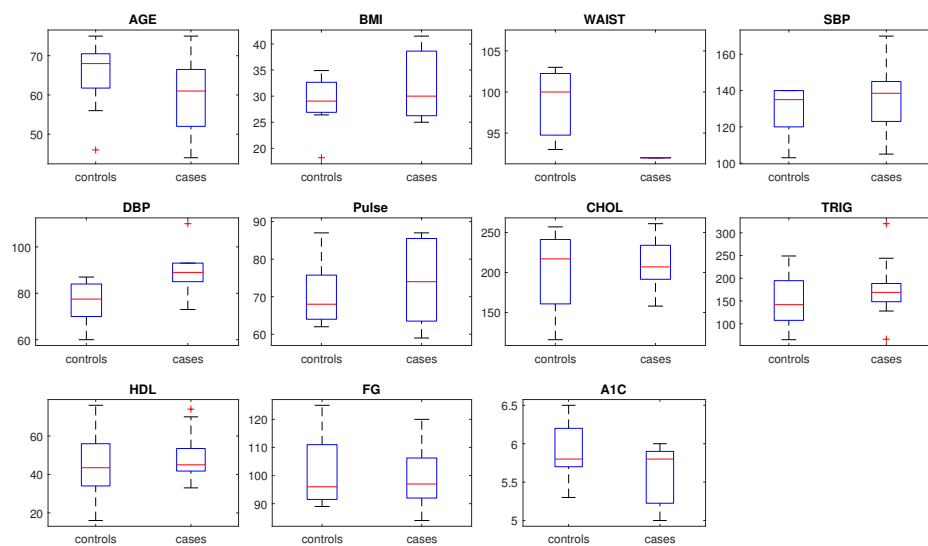 AGE
70
60
50
controls cases
BMI
40
35
30
25
20
controls cases
WAIST
105
100
95
controls cases
SBP
160
140
120
100
controls cases
DBP
100
80
60
controls cases
Pulse
90
80
70
60
controls cases
CHOL
250
200
150
controls cases
TRIG
300
250
200
150
100
controls cases
HDL
60
40
20
controls cases
FG
120
110
100
90
controls cases
A1C
6.5
6
5.5
5
controls cases